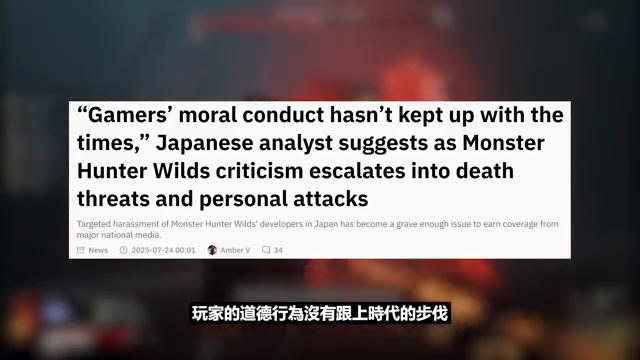 “Gamers’ moral conduct hasn’t kept up with the
times,” Japanese analyst suggests as Monster
Hunter Wilds criticism escalates into death
threats and personal attacks
Targeted harassment of Monster Hunter Wilds’ developers in Japan has become a grave enough issue to earn coverage from
major national media.
News 2025-07-24 00:01 Amber V 34
玩家的道德行為沒有跟上時代的步伐